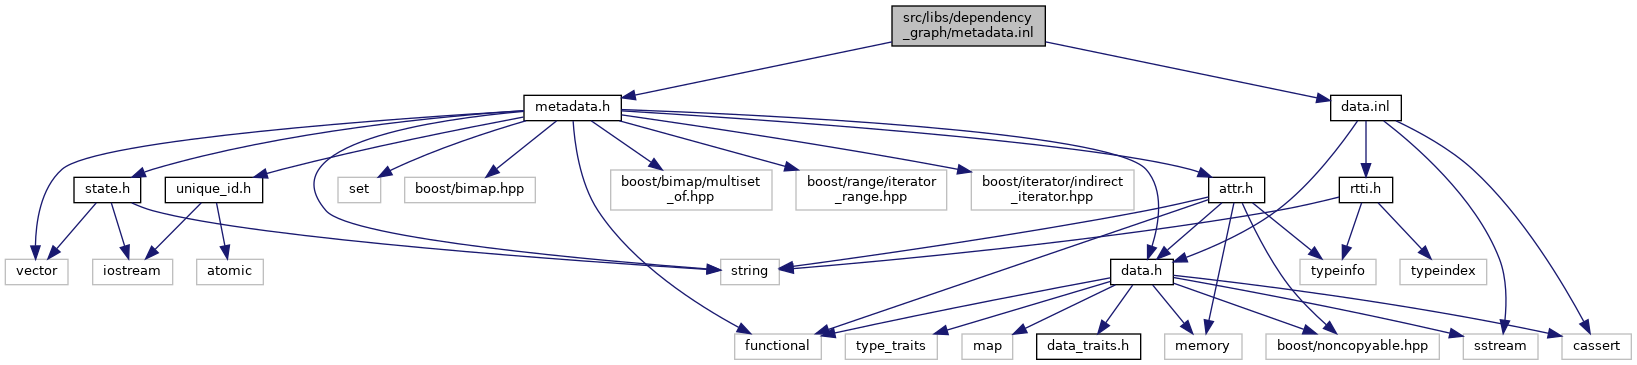 src/libs/dependency
_graph/metadata.inl
metadata.h
data.inl
state.h
unique_id.h
set
boost/bimap.hpp
boost/bimap/multiset
_of.hpp
boost/range/iterator
_range.hpp
boost/iterator/indirect
_iterator.hpp
attr.h
rtti.h
vector
iostream
atomic
string
data.h
typeinfo
typeindex
functional
type_traits
map
data_traits.h
memory
boost/noncopyable.hpp
sstream
cassert